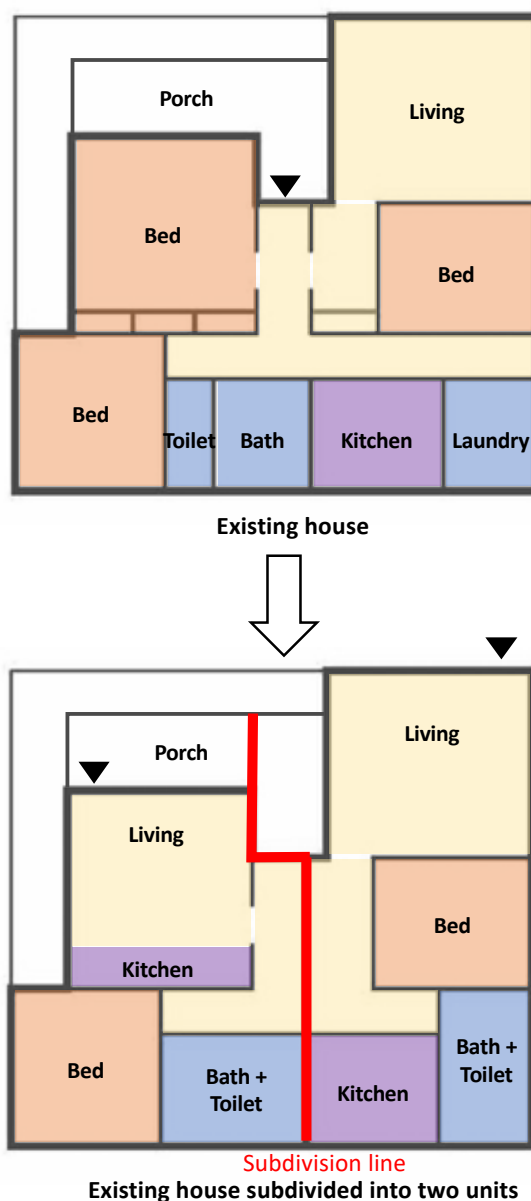 Porch
Living
Bed
Bed
Bed
Toilet
Bath
Kitchen
Laundry
Existing house
Living
Porch
Living
Bed
Kitchen
Bed
Bath +
Toilet
Kitchen
Bath +
Toilet
Subdivision line
Existing house subdivided into two units